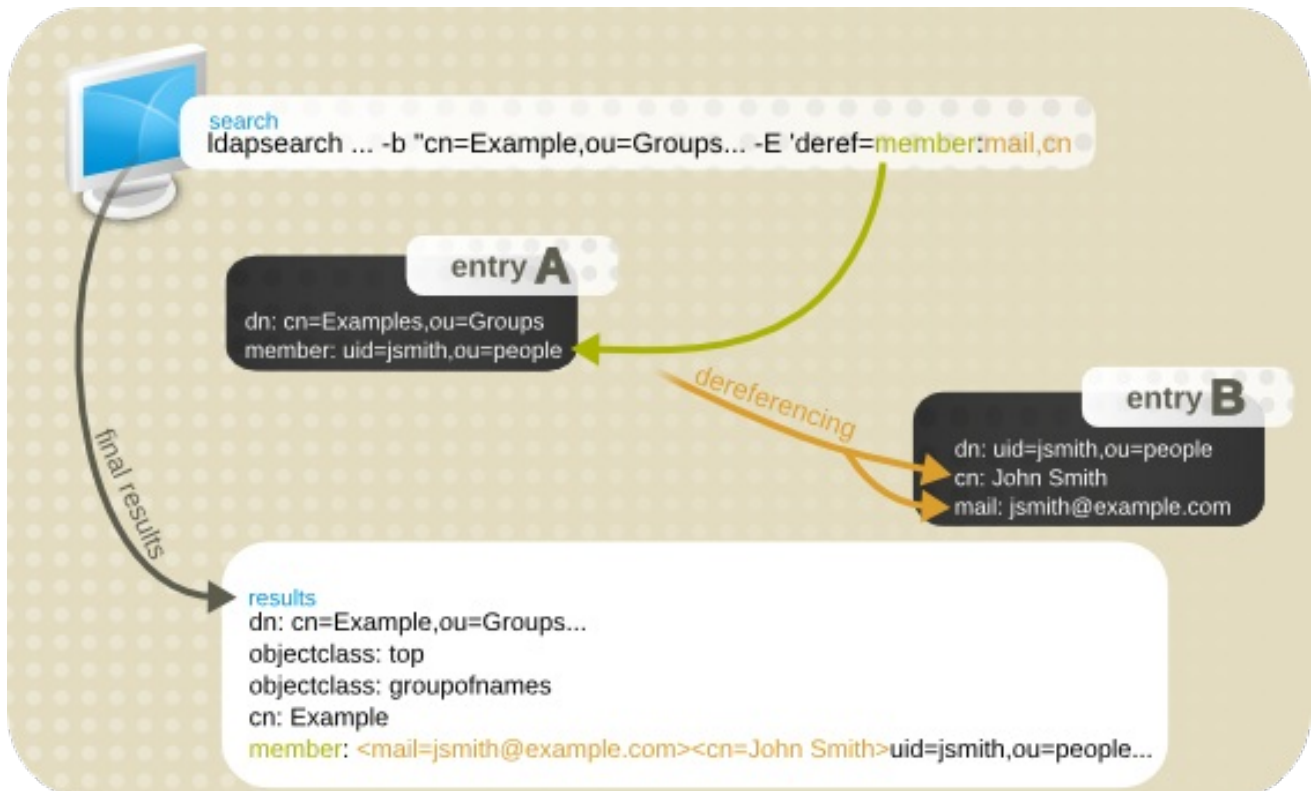 search
ldapsearch ... -b "cn=Example,ou=Groups... -E 'deref=member:mail,cn
entry A
dn: cn=Examples,ou=Groups
member: uid=jsmith,ou=people
dereferencing
entry B
dn: uid=jsmith,ou=people
cn: John Smith
mail: jsmith@example.com
final results
results
dn: cn=Example,ou=Groups...
objectclass: top
objectclass: groupofnames
cn: Example
member: <mail=jsmith@example.com><cn=John Smith>uid=jsmith,ou=people...